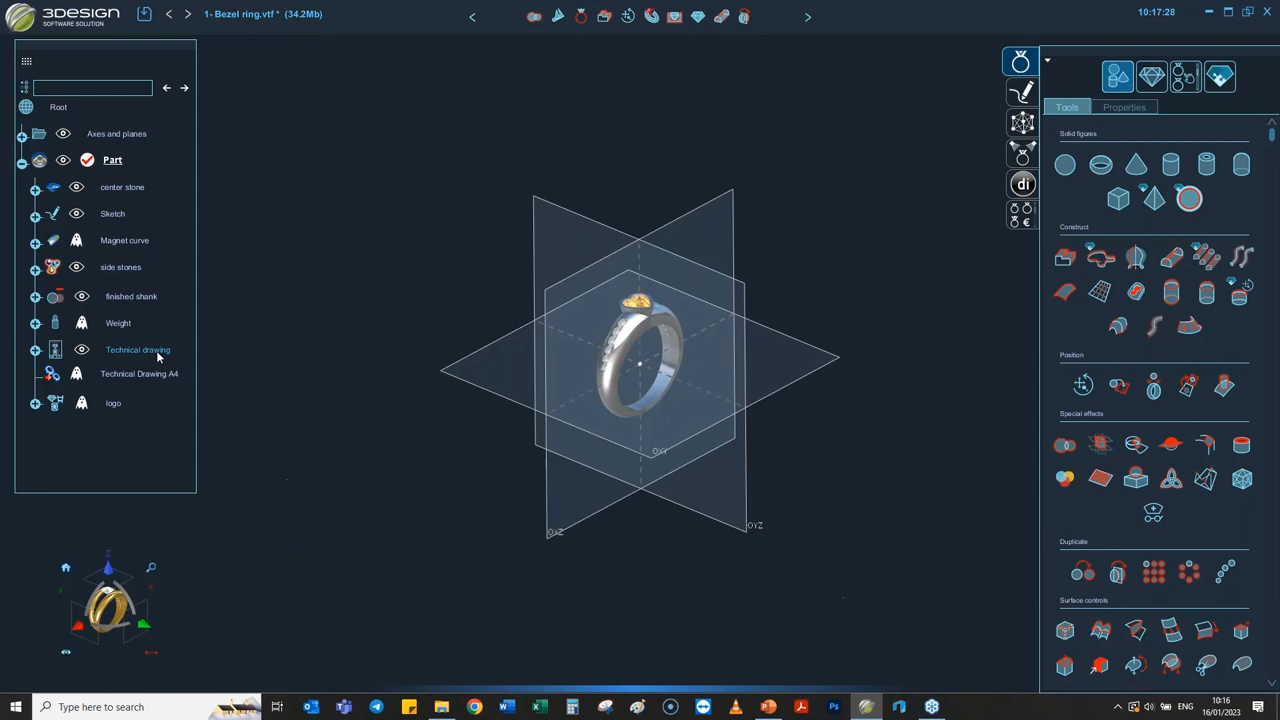 3DESIGN
SOFTWARE SOLUTION
1- Bezel ring.vtf * (34.2Mb)
10:17:28
Root
Axes and planes
Part
center stone
Sketch
Magnet curve
side stones
finished shank
Weight
Technical drawing
Technical Drawing A4
logo
OXY
OXZ
OYZ
Z
Y
X
di
Tools
Properties
Solid figures
Construct
Position
Special effects
Duplicate
Surface controls
Type here to search
10:16
16/01/2023